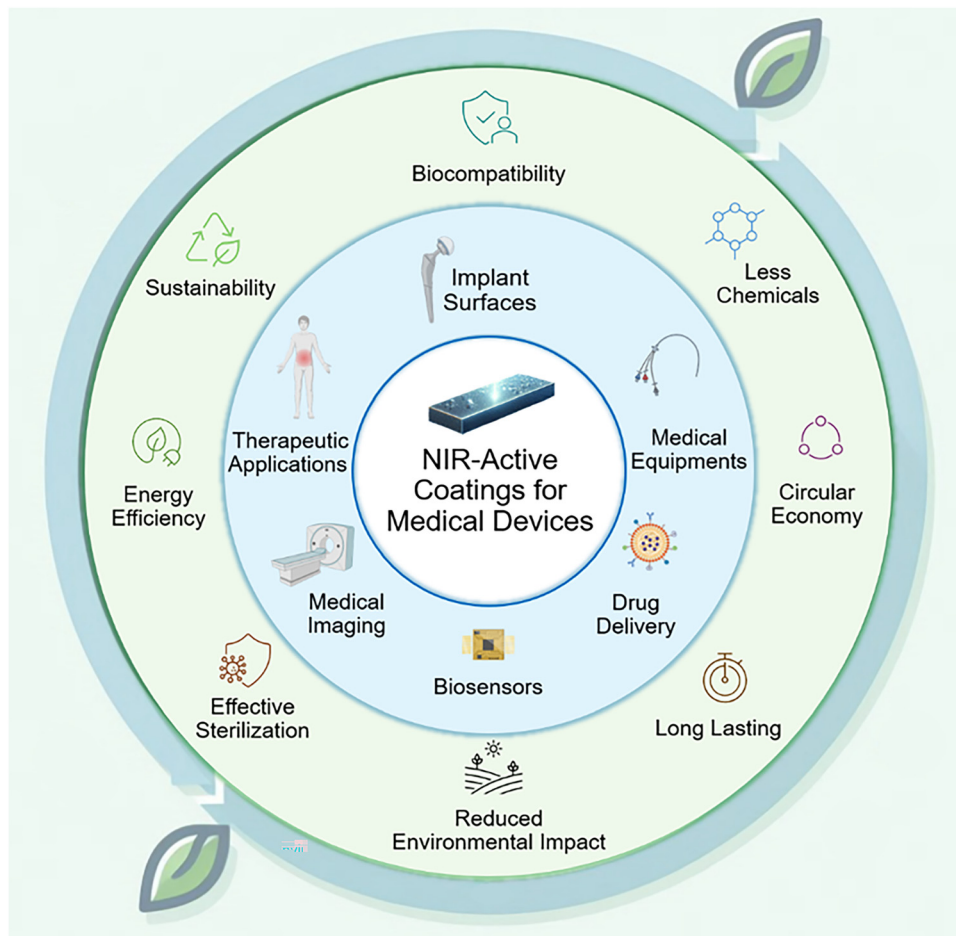 Biocompatibility
Less
Chemicals
Circular
Economy
Long Lasting
Reduced
Environmental Impact
Effective
Sterilization
Energy
Efficiency
Sustainability
Implant
Surfaces
Medical
Equipments
Drug
Delivery
Biosensors
Medical
Imaging
Therapeutic
Applications
NIR-Active
Coatings for
Medical Devices